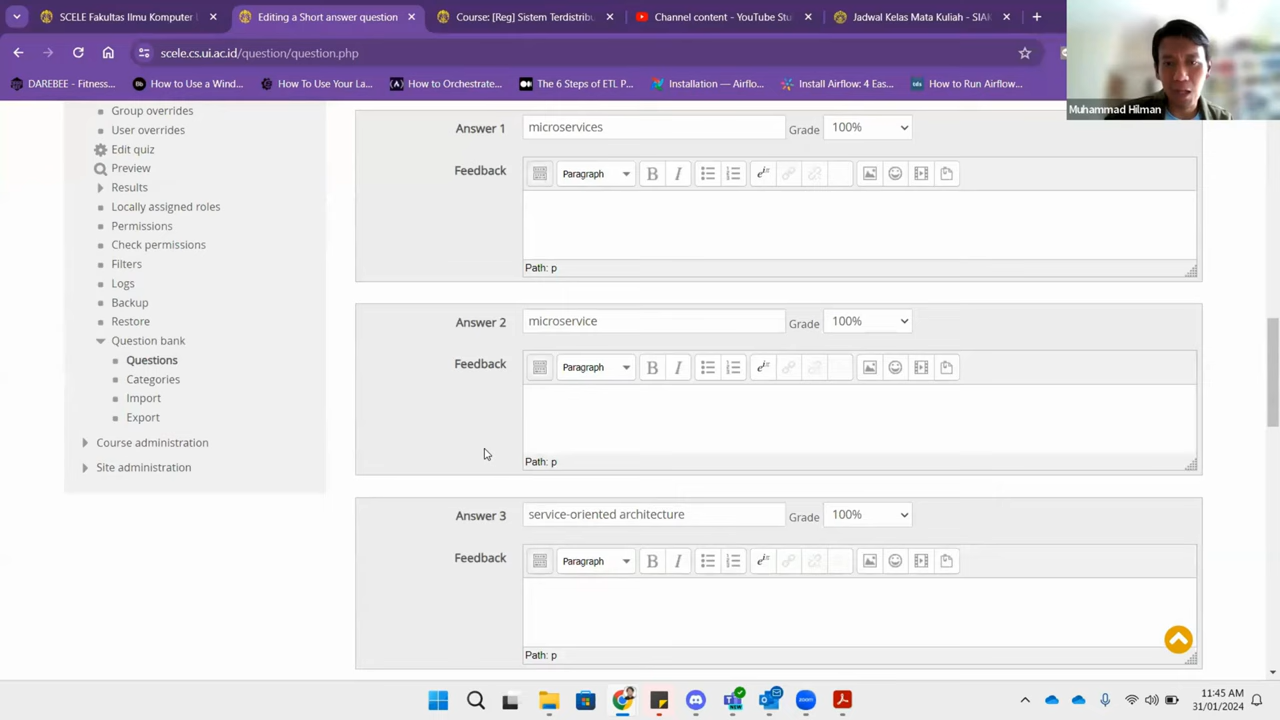 SCELE Fakultas Ilmu Komputer
Editing a Short answer question
Course: [Reg] Sistem Terdistribu
Channel content - YouTube Stu
Jadwal Kelas Mata Kuliah - SIAK
scele.cs.ui.ac.id/question/question.php
DAREBEE - Fitness...
How to Use a Wind...
How To Use Your La...
How to Orchestrate...
The 6 Steps of ETL P...
Installation — Airflo...
Install Airflow: 4 Eas...
How to Run Airflow...
Muhammad Hilman
Group overrides
User overrides
Edit quiz
Preview
Results
Locally assigned roles
Permissions
Check permissions
Filters
Logs
Backup
Restore
Question bank
Questions
Categories
Import
Export
Course administration
Site administration
Answer 1 microservices Grade 100%
Feedback Paragraph B I
Path: p
Answer 2 microservice Grade 100%
Feedback Paragraph B I
Path: p
Answer 3 service-oriented architecture Grade 100%
Feedback Paragraph B I
Path: p
11:45 AM
31/01/2024